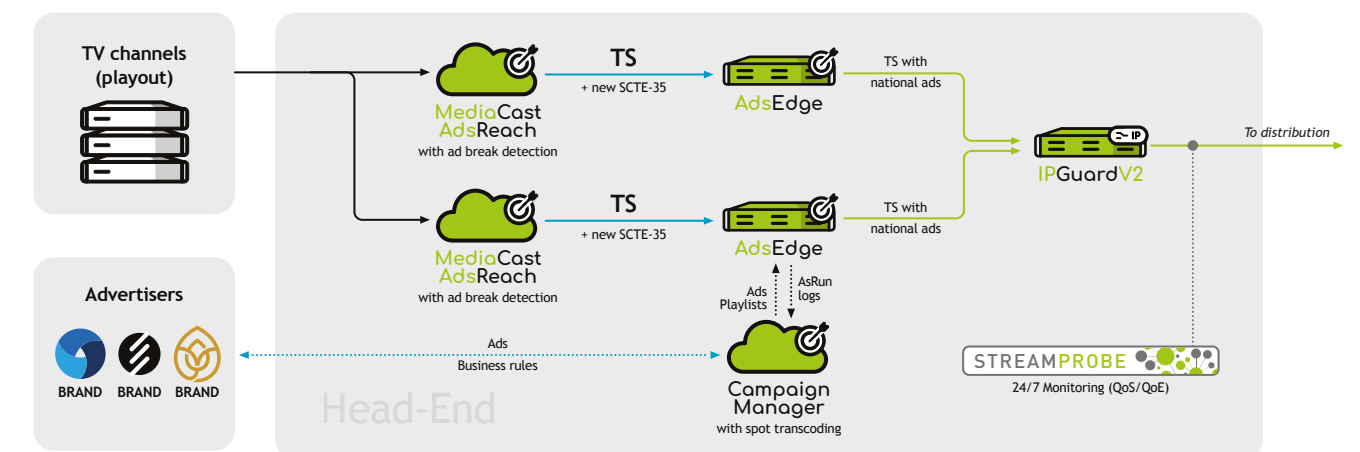 TV channels
(playout)
MediaCast
AdsReach
with ad break detection
TS
+ new SCTE-35
AdsEdge
TS with
national ads
IP
IPGuardV2
To distribution
MediaCast
AdsReach
with ad break detection
TS
+ new SCTE-35
AdsEdge
TS with
national ads
Ads
Playlists
AsRun
logs
Advertisers
BRAND
BRAND
BRAND
Ads
Business rules
Campaign
Manager
with spot transcoding
STREAMPROBE
24/7 Monitoring (QoS/QoE)
Head-End